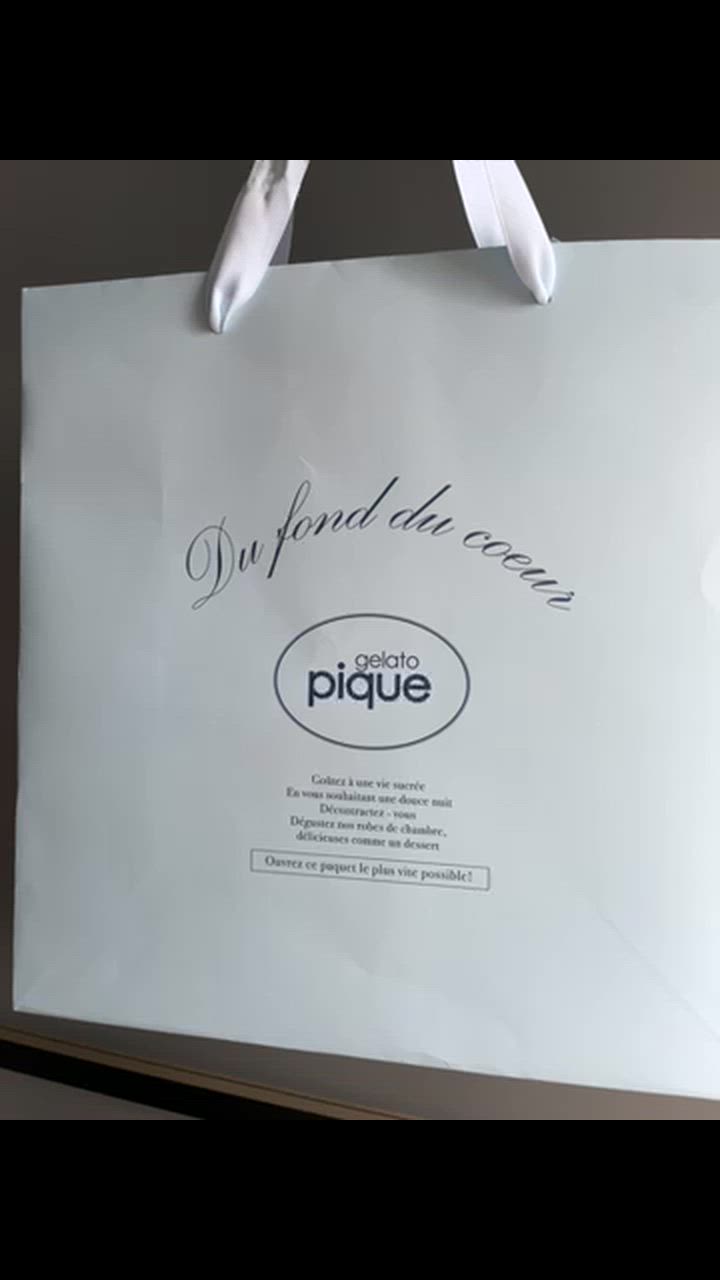 Du fond du coeur
gelato
pique
Goûtez à une vie sucrée
En vous souhaitant une douce nuit
Décontractez - vous
Dégustez nos robes de chambre,
délicieuses comme un dessert
Ouvrez ce paquet le plus vite possible!